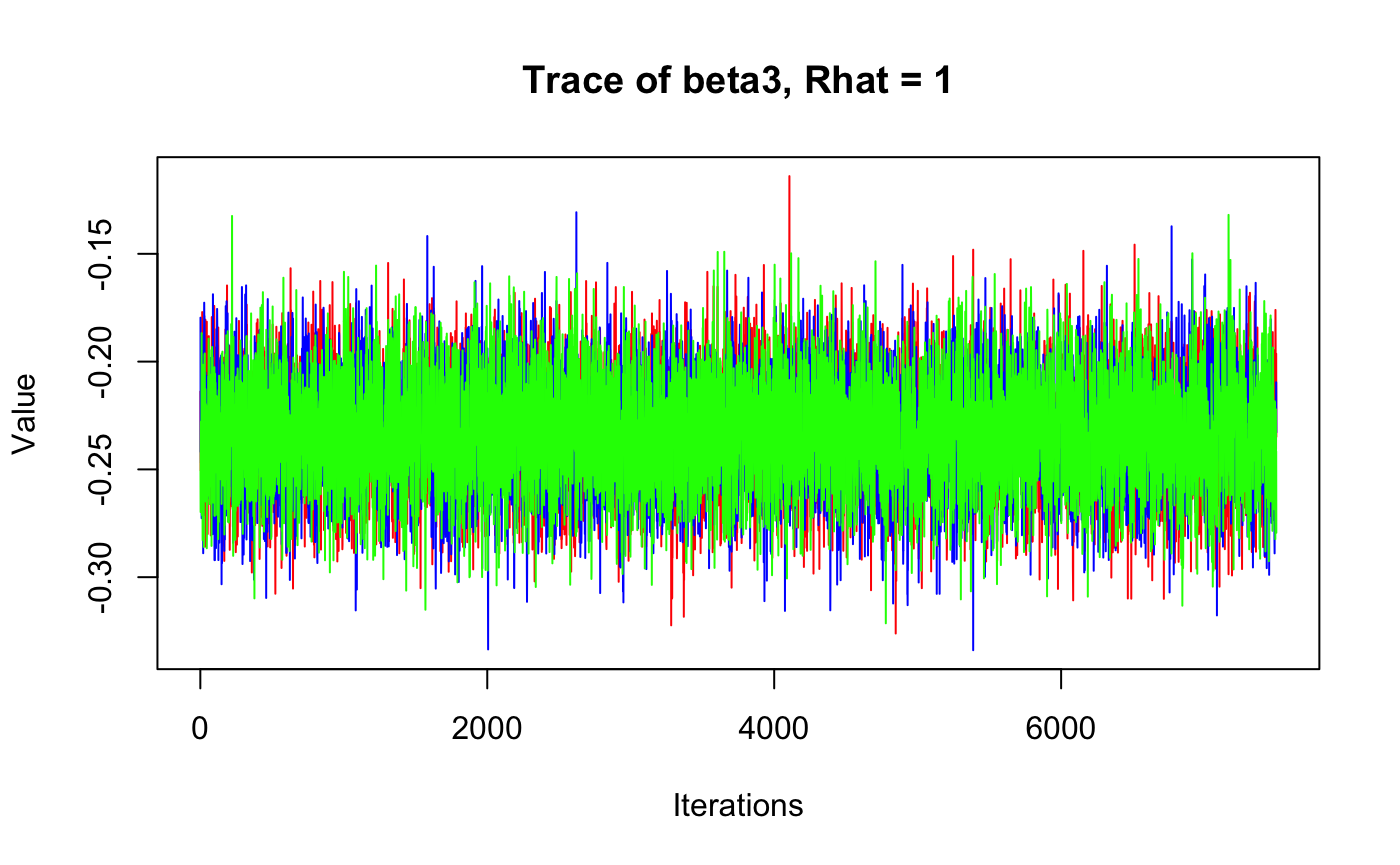 Trace of beta3, Rhat = 1
Value
-0.15
-0.20
-0.25
-0.30
0 2000 4000 6000
Iterations